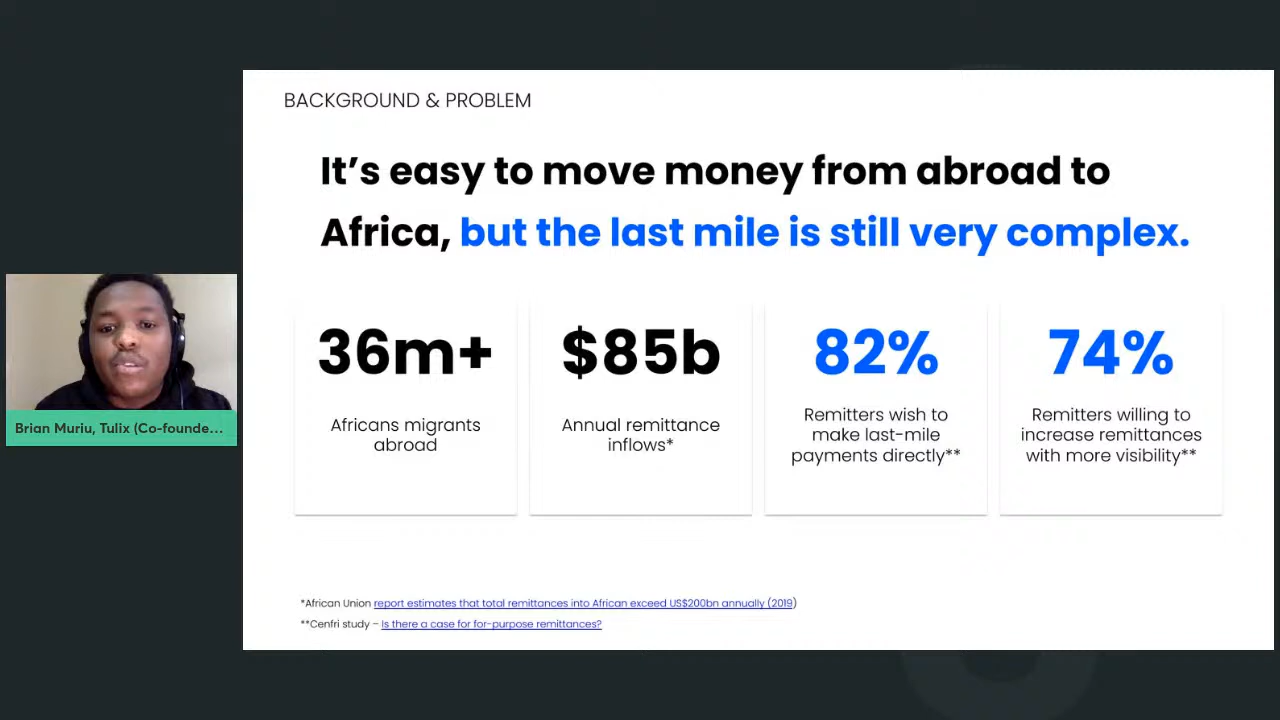 BACKGROUND & PROBLEM
It's easy to move money from abroad to
Africa, but the last mile is still very complex.
36m+
Africans migrants
abroad
$85b
Annual remittance
inflows*
82%
Remitters wish to
make last-mile
payments directly**
74%
Remitters willing to
increase remittances
with more visibility**
Brian Muriu, Tulix (Co-founde...
*African Union report estimates that total remittances into African exceed US$200bn annually (2019)
**Cenfri study – Is there a case for for-purpose remittances?